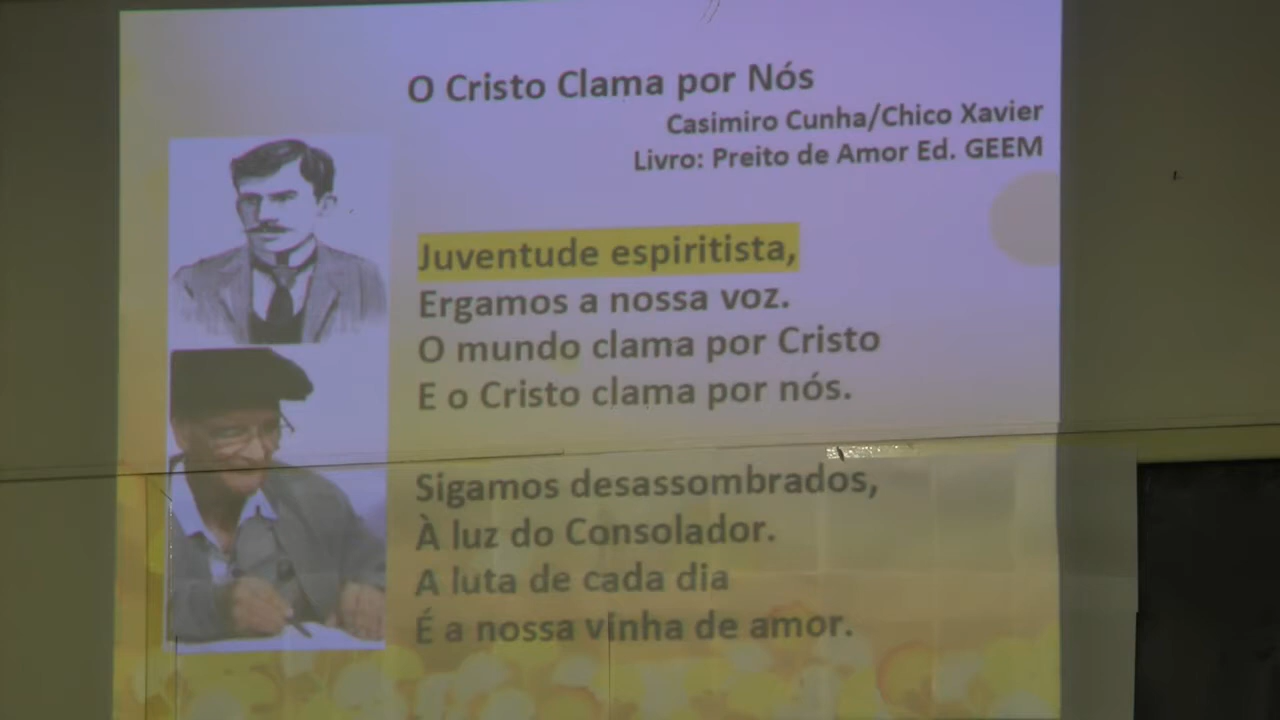 O Cristo Clama por Nós
Casimiro Cunha/Chico Xavier
Livro: Preito de Amor Ed. GEEM
Juventude espiritista,
Ergamos a nossa voz.
O mundo clama por Cristo
E o Cristo clama por nós.
Sigamos desassombrados,
À luz do Consolador.
A luta de cada dia
É a nossa vinha de amor.